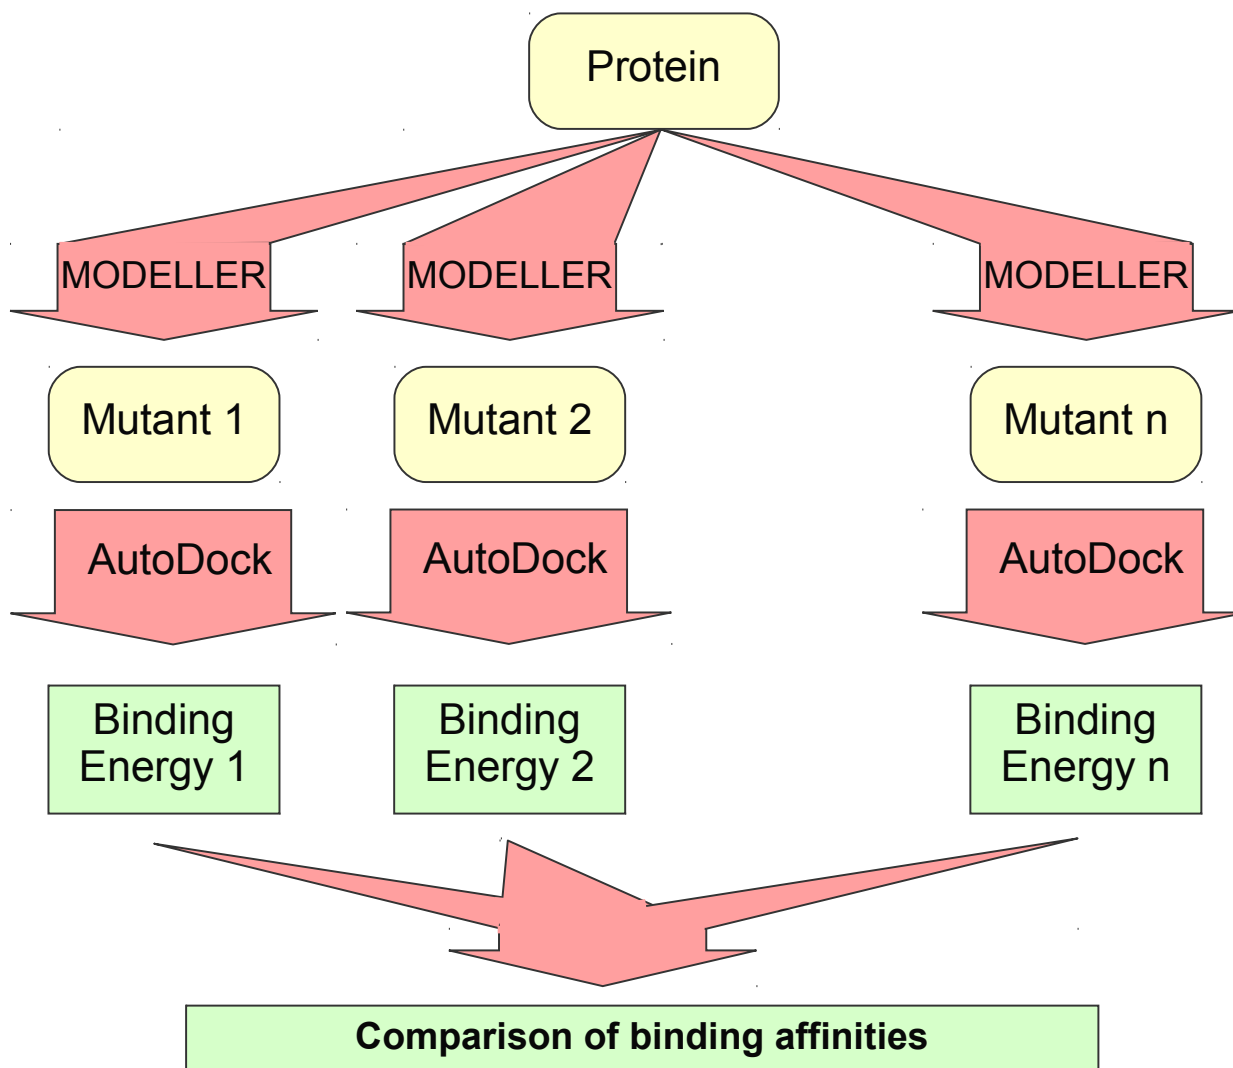 Protein
MODELLER
MODELLER
MODELLER
Mutant 1
Mutant 2
Mutant n
AutoDock
AutoDock
AutoDock
Binding
Energy 1
Binding
Energy 2
Binding
Energy n
Comparison of binding affinities